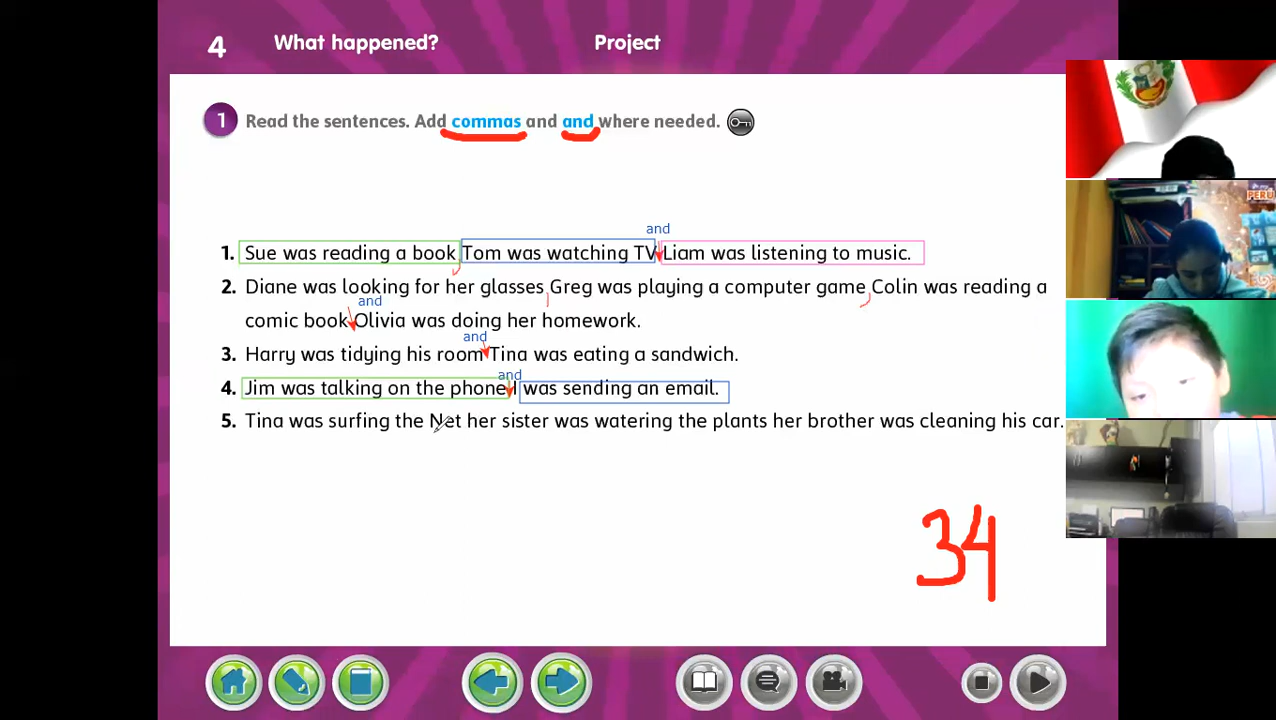 4 What happened? Project
1 Read the sentences. Add commas and and where needed.
and
1. Sue was reading a book, Tom was watching TV Liam was listening to music.
2. Diane was looking for her glasses, Greg was playing a computer game, Colin was reading a
and
comic book Olivia was doing her homework.
and
3. Harry was tidying his room Tina was eating a sandwich.
and
4. Jim was talking on the phone I was sending an email.
5. Tina was surfing the Net her sister was watering the plants her brother was cleaning his car.
34
PERÚ